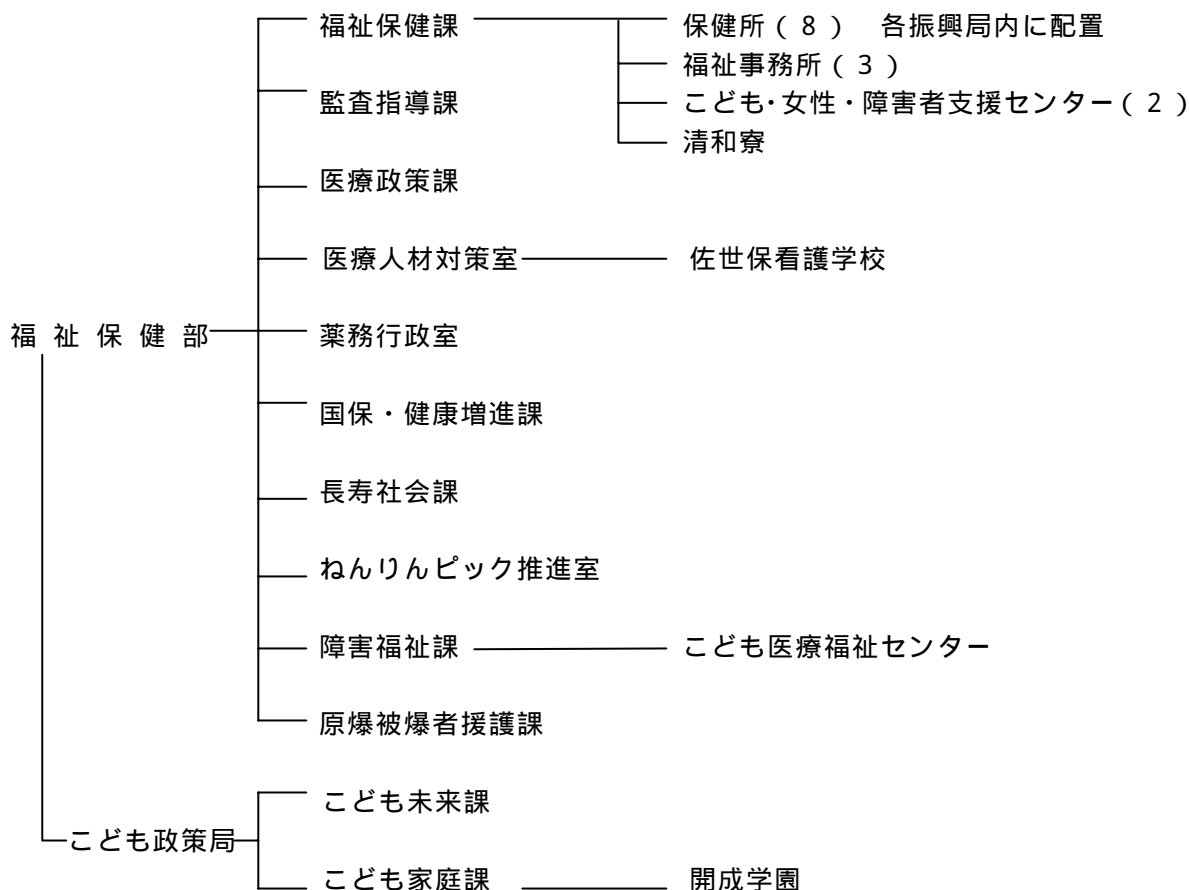 福祉保健課 保健所(8) 各振興局内に配置
福祉事務所(3)
監査指導課 こども・女性・障害者支援センター(2)
清和寮
医療政策課
医療人材対策室 佐世保看護学校
福祉保健部 薬務行政室
国保・健康増進課
長寿社会課
ねんりんピック推進室
障害福祉課 こども医療福祉センター
原爆被爆者援護課
こども未来課
こども政策局
こども家庭課 開成学園